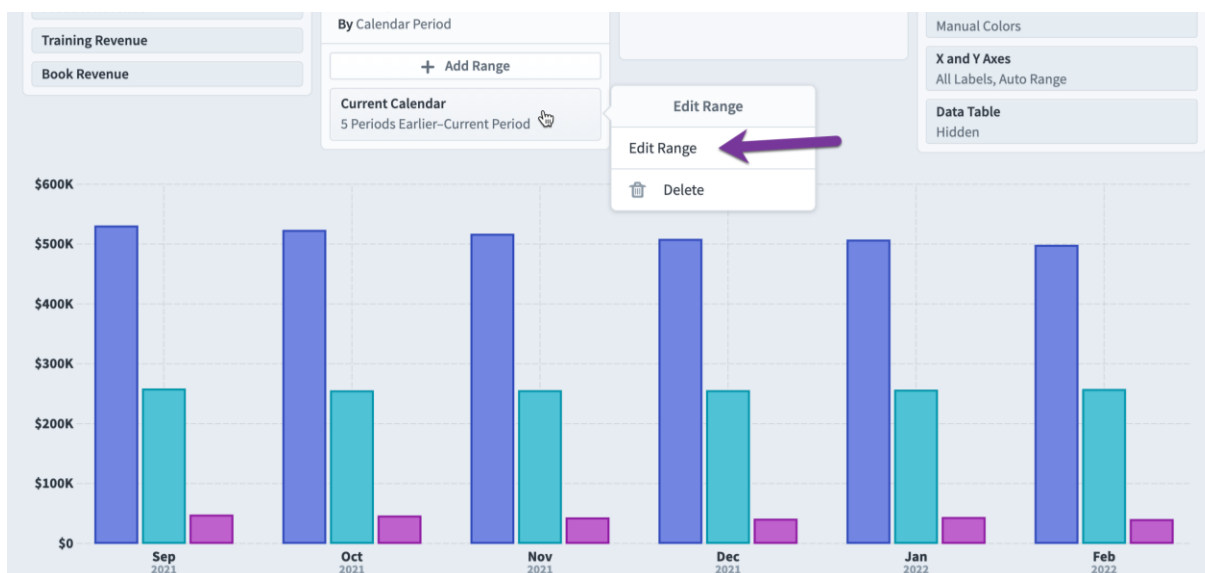 Training Revenue
Book Revenue
By Calendar Period
+ Add Range
Current Calendar
5 Periods Earlier–Current Period
Edit Range
Edit Range
Delete
Manual Colors
X and Y Axes
All Labels, Auto Range
Data Table
Hidden
$600K
$500K
$400K
$300K
$200K
$100K
$0
Sep Oct Nov Dec Jan Feb
2021 2021 2021 2021 2022 2022